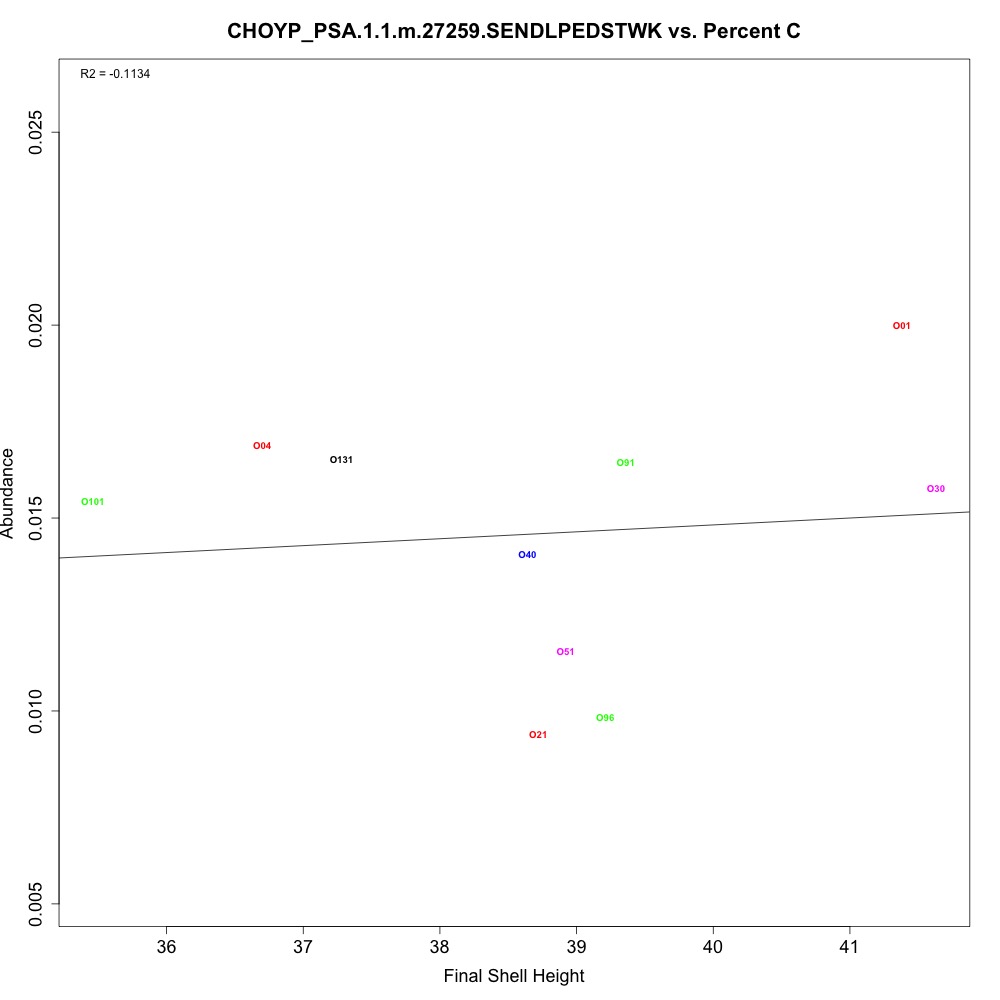 CHOYP_PSA.1.1.m.27259.SENDLPEDSTWK vs. Percent C
R2 = -0.1134
0.025
0.020
0.015
0.010
0.005
Abundance
O01
O04
O131
O91
O30
O101
O40
O51
O96
O21
36 37 38 39 40 41
Final Shell Height